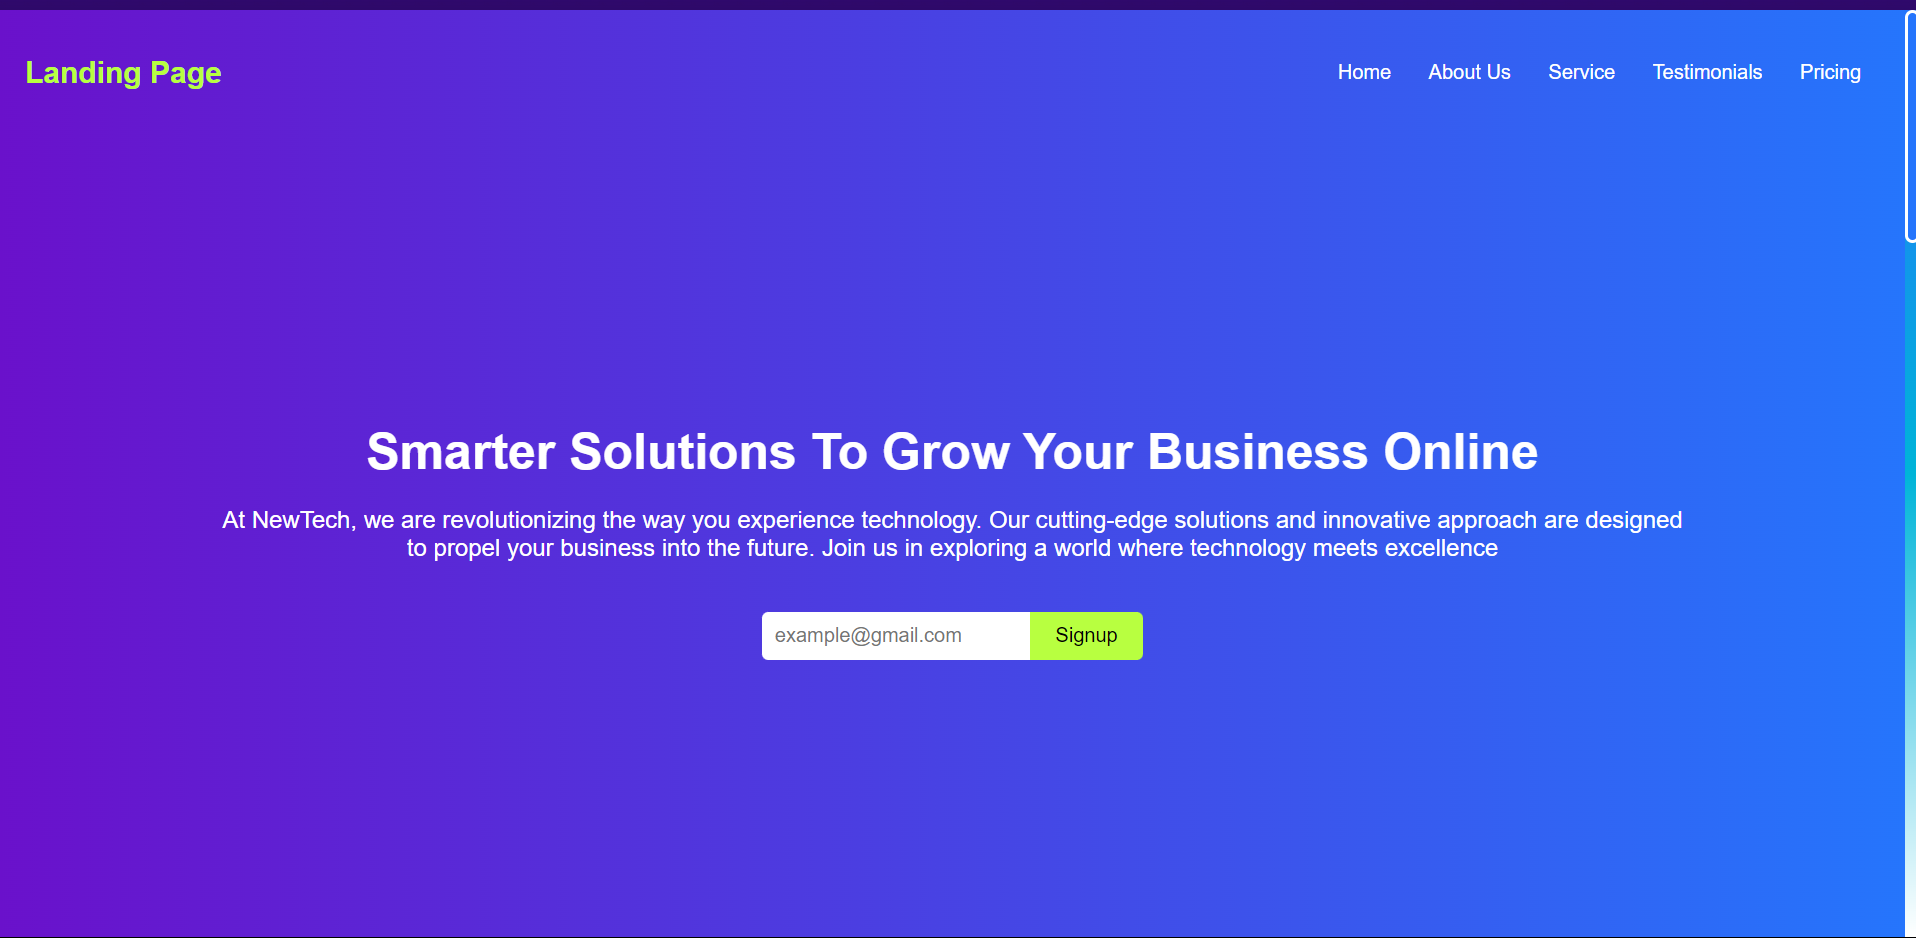 Landing Page
Home About Us Service Testimonials Pricing
Smarter Solutions To Grow Your Business Online
At NewTech, we are revolutionizing the way you experience technology. Our cutting-edge solutions and innovative approach are designed
to propel your business into the future. Join us in exploring a world where technology meets excellence
example@gmail.com Signup